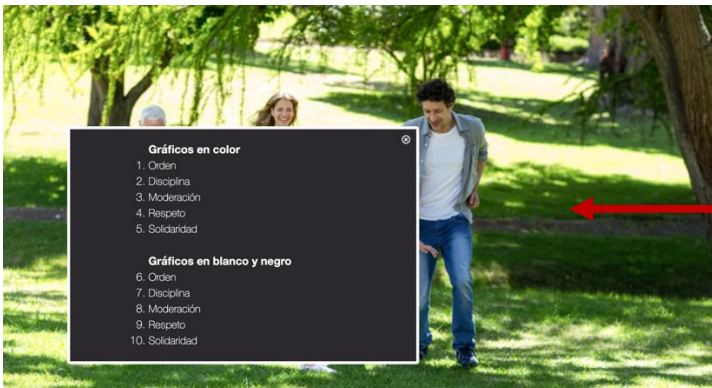 Gráficos en color
1. Orden
2. Disciplina
3. Moderación
4. Respeto
5. Solidaridad
Gráficos en blanco y negro
6. Orden
7. Disciplina
8. Moderación
9. Respeto
10. Solidaridad